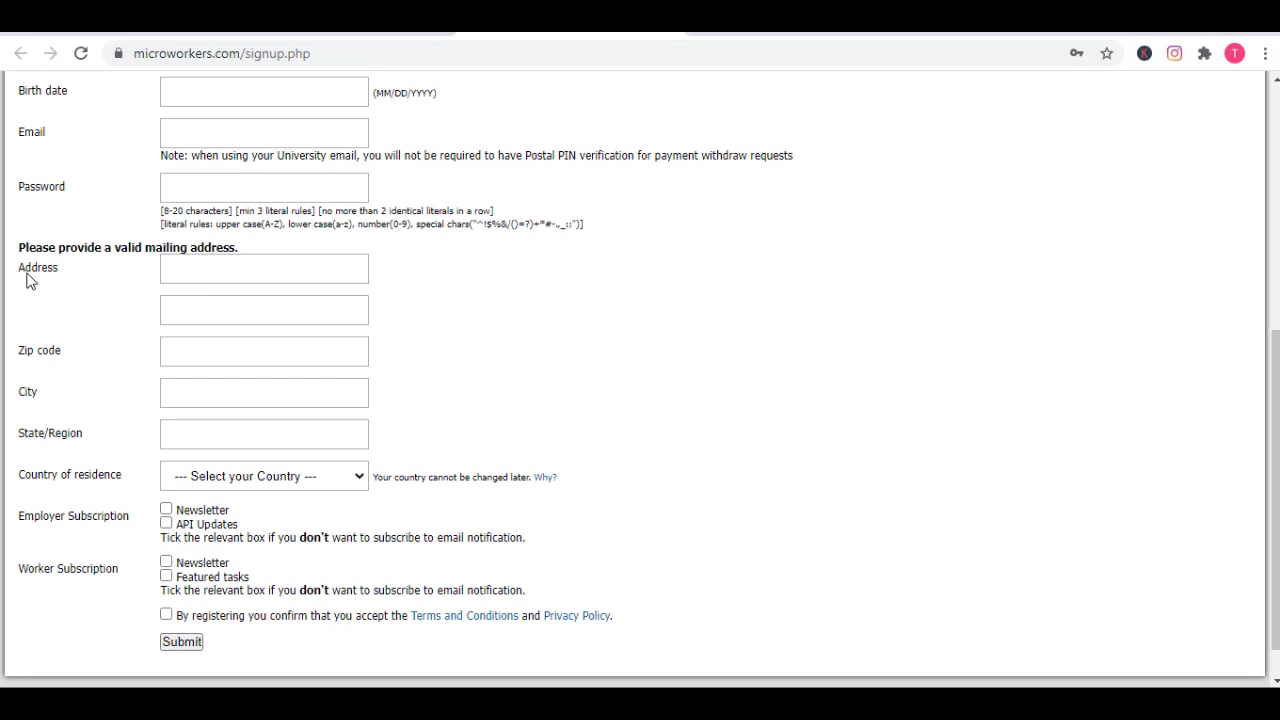 microworkers.com/signup.php
T
Birth date
(MM/DD/YYYY)
Email
Note: when using your University email, you will not be required to have Postal PIN verification for payment withdraw requests
Password
[8-20 characters] [min 3 literal rules] [no more than 2 identical literals in a row]
[literal rules: upper case(A-Z), lower case(a-z), number(0-9), special chars("^!$%&/()=?)+*#-.,_:;")]
Please provide a valid mailing address.
Address
Zip code
City
State/Region
Country of residence
--- Select your Country ---
Your country cannot be changed later. Why?
Employer Subscription
Newsletter
API Updates
Tick the relevant box if you don't want to subscribe to email notification.
Worker Subscription
Newsletter
Featured tasks
Tick the relevant box if you don't want to subscribe to email notification.
By registering you confirm that you accept the Terms and Conditions and Privacy Policy.
Submit